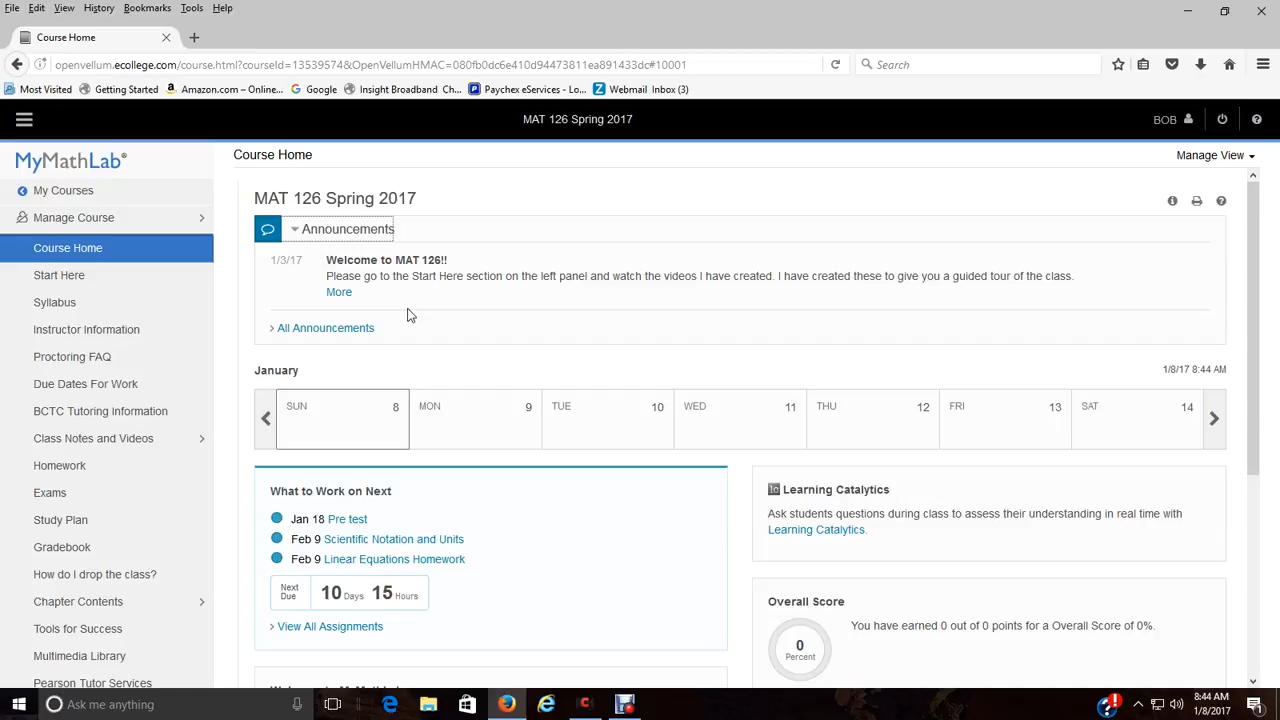 File Edit View History Bookmarks Tools Help
Course Home
openvellum.ecollege.com/course.html?courseId=13539574&OpenVellumHMAC=080fb0dc6e410d94473811ea891433dc#10001
Search
Most Visited Getting Started Amazon.com – Online... Google Insight Broadband Ch... Paychex eServices - Lo... Webmail Inbox (3)
MAT 126 Spring 2017
BOB
MyMathLab®
My Courses
Manage Course
Course Home
Start Here
Syllabus
Instructor Information
Proctoring FAQ
Due Dates For Work
BCTC Tutoring Information
Class Notes and Videos
Homework
Exams
Study Plan
Gradebook
How do I drop the class?
Chapter Contents
Tools for Success
Multimedia Library
Pearson Tutor Services
Course Home
Manage View
MAT 126 Spring 2017
Announcements
1/3/17 Welcome to MAT 126!!
Please go to the Start Here section on the left panel and watch the videos I have created. I have created these to give you a guided tour of the class.
More
All Announcements
January 1/8/17 8:44 AM
SUN 8 MON 9 TUE 10 WED 11 THU 12 FRI 13 SAT 14
What to Work on Next
Jan 18 Pre test
Feb 9 Scientific Notation and Units
Feb 9 Linear Equations Homework
Next Due 10 Days 15 Hours
View All Assignments
Learning Catalytics
Ask students questions during class to assess their understanding in real time with
Learning Catalytics.
Overall Score
You have earned 0 out of 0 points for a Overall Score of 0%.
0
Percent
Ask me anything
8:44 AM
1/8/2017